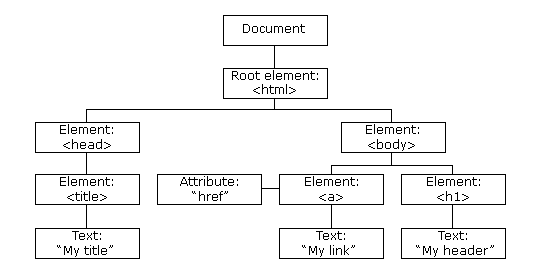 Document
Root element:
<html>
Element:
<head>
Element:
<body>
Element:
<title>
Attribute:
“href”
Element:
<a>
Element:
<h1>
Text:
“My title”
Text:
“My link”
Text:
“My header”